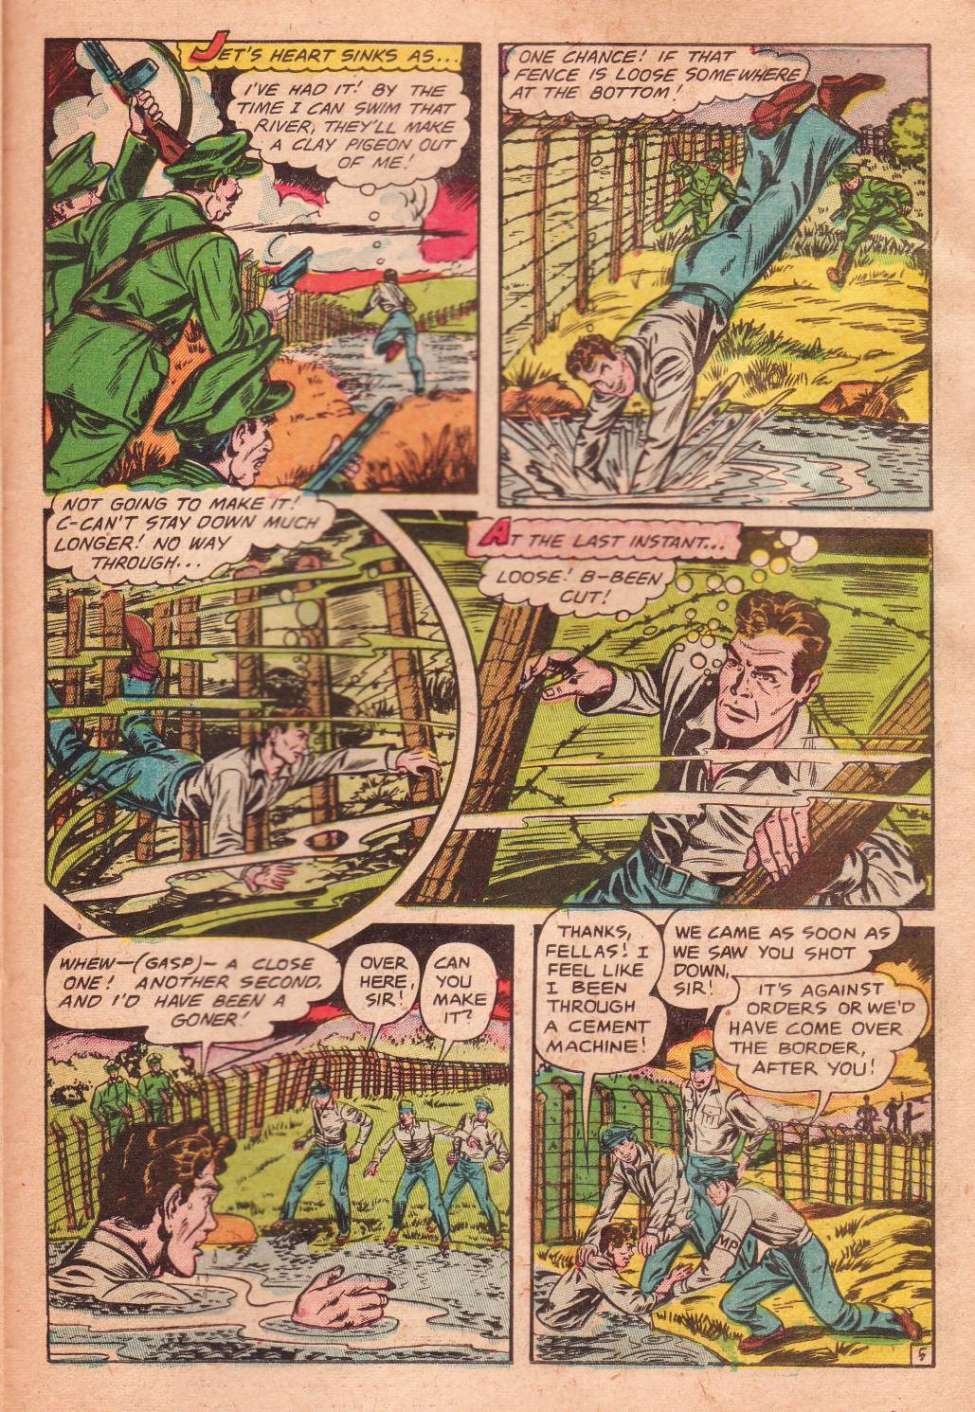 JET'S HEART SINKS AS...
I'VE HAD IT! BY THE
TIME I CAN SWIM THAT
RIVER, THEY'LL MAKE
A CLAY PIGEON OUT
OF ME!
ONE CHANCE! IF THAT
FENCE IS LOOSE SOMEWHERE
AT THE BOTTOM!
NOT GOING TO MAKE IT!
C-CAN'T STAY DOWN MUCH
LONGER! NO WAY
THROUGH...
AT THE LAST INSTANT...
LOOSE! B-BEEN
CUT!
WHEW-(GASP)- A CLOSE
ONE! ANOTHER SECOND,
AND I'D HAVE BEEN A
GONER!
OVER
HERE,
SIR!
CAN
YOU
MAKE
IT?
THANKS,
FELLAS! I
FEEL LIKE
I BEEN
THROUGH
A CEMENT
MACHINE!
WE CAME AS SOON AS
WE SAW YOU SHOT
DOWN,
SIR!
IT'S AGAINST
ORDERS OR WE'D
HAVE COME OVER
THE BORDER,
AFTER YOU!
MP
5